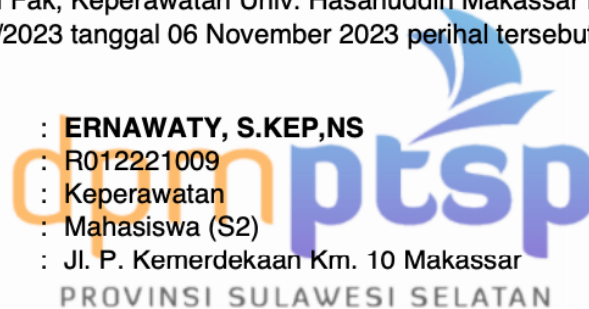 Fak, Keperawatan Univ. Hasanuddin Makassar
/2023 tanggal 06 November 2023 perihal tersebut
: ERNAWATY, S.KEP,NS
: R012221009
: Keperawatan
: Mahasiswa (S2)
: Jl. P. Kemerdekaan Km. 10 Makassar
dpmptsp
PROVINSI SULAWESI SELATAN